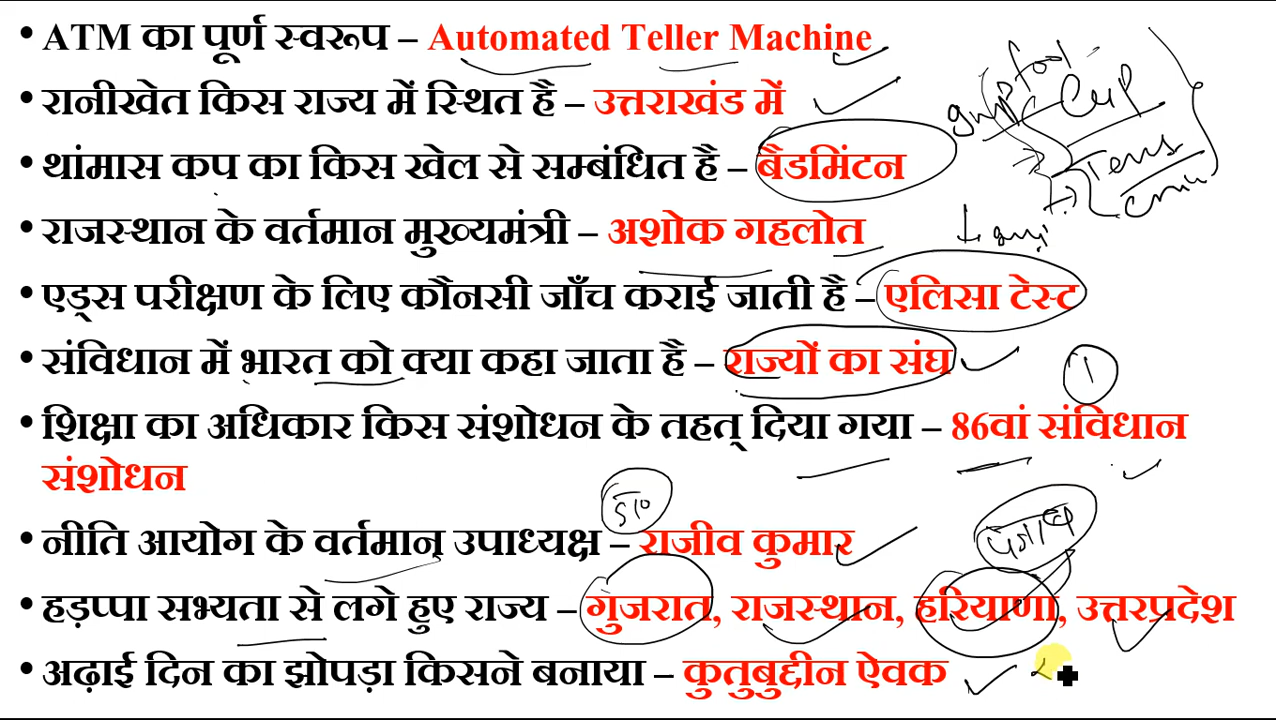 • ATM का पूर्ण स्वरूप – Automated Teller Machine
• रानीखेत किस राज्य में स्थित है – उत्तराखंड में
• थांमास कप का किस खेल से सम्बंधित है – बैडमिंटन
• राजस्थान के वर्तमान मुख्यमंत्री – अशोक गहलोत
• एड्स परीक्षण के लिए कौनसी जाँच कराई जाती है – एलिसा टेस्ट
• संविधान में भारत को क्या कहा जाता है – राज्यों का संघ
• शिक्षा का अधिकार किस संशोधन के तहत् दिया गया – 86वां संविधान
संशोधन
• नीति आयोग के वर्तमान् उपाध्यक्ष – राजीव कुमार
• हड़प्पा सभ्यता से लगे हुए राज्य – गुजरात, राजस्थान, हरियाणा, उत्तरप्रदेश
• अढ़ाई दिन का झोपड़ा किसने बनाया – कुतुबुद्दीन ऐवक
Cup
पंजाब